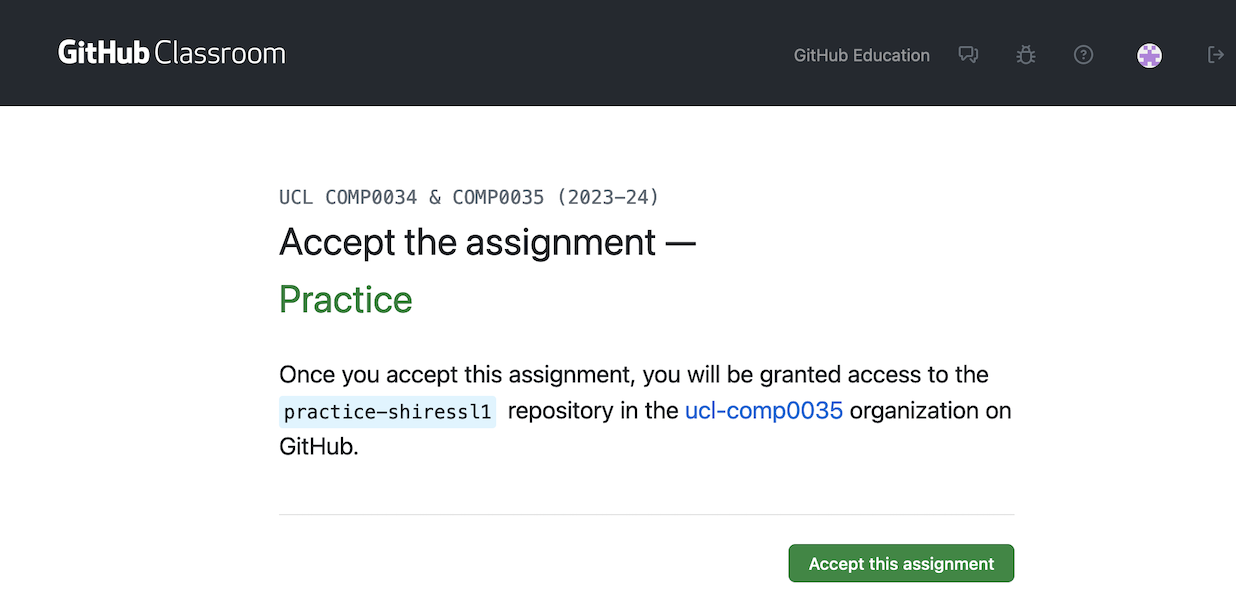 GitHub Classroom
GitHub Education
UCL COMP0034 & COMP0035 (2023-24)
Accept the assignment —
Practice
Once you accept this assignment, you will be granted access to the
practice-shiressl1 repository in the ucl-comp0035 organization on
GitHub.
Accept this assignment